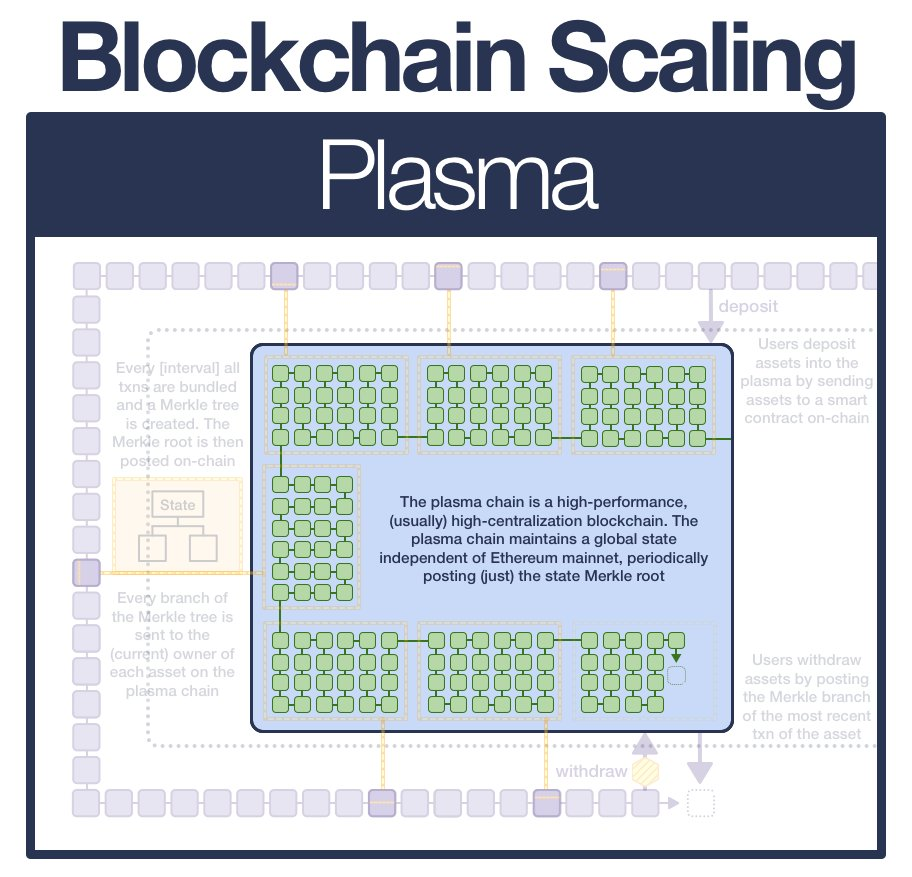 Blockchain Scaling
Plasma
deposit
Users deposit
assets into the
plasma by sending
assets to a smart
contract on-chain
Every [interval] all
txns are bundled
and a Merkle tree
is created. The
Merkle root is then
posted on-chain
State
The plasma chain is a high-performance,
(usually) high-centralization blockchain. The
plasma chain maintains a global state
independent of Ethereum mainnet, periodically
posting (just) the state Merkle root
Every branch of
the Merkle tree is
sent to the
(current) owner of
each asset on the
plasma chain
Users withdraw
assets by posting
the Merkle branch
of the most recent
txn of the asset
withdraw